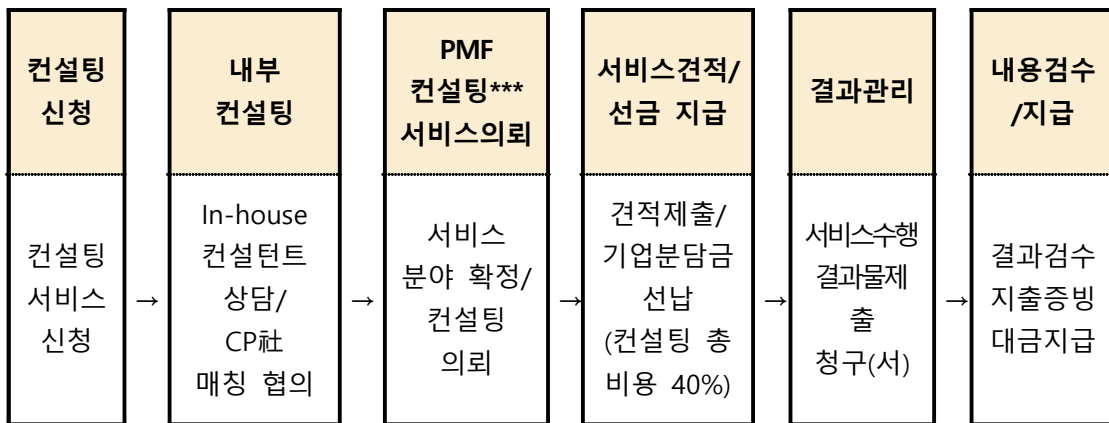 컨설팅
신청
내부
컨설팅
PMF
컨설팅***
서비스의뢰
서비스견적/
선금 지급
결과관리
내용검수
/지급
컨설팅
서비스
신청
→
In-house
컨설턴트
상담/
CP社
매칭 협의
→
서비스
분야 확정/
컨설팅
의뢰
→
견적제출/
기업분담금
선납
(컨설팅 총
비용 40%)
→
서비스수행
결과물제
출
청구(서)
→
결과검수
지출증빙
대금지급